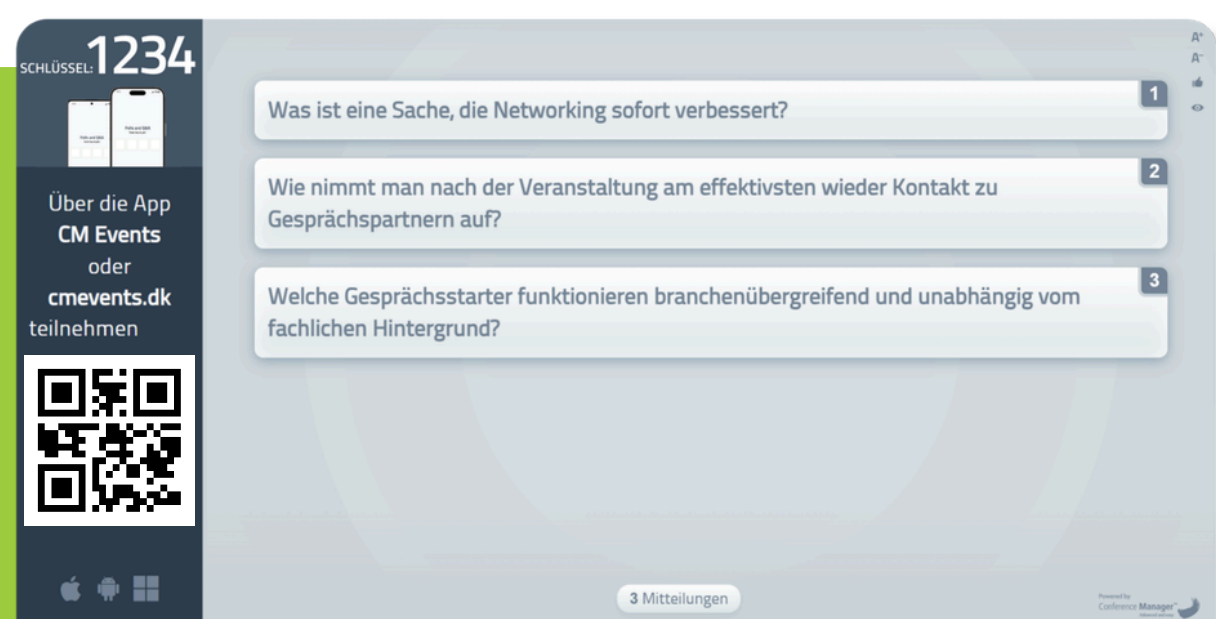 SCHLÜSSEL: 1234
Über die App
CM Events
oder
cmevents.dk
teilnehmen
Was ist eine Sache, die Networking sofort verbessert?
1
Wie nimmt man nach der Veranstaltung am effektivsten wieder Kontakt zu
Gesprächspartnern auf?
2
Welche Gesprächsstarter funktionieren branchenübergreifend und unabhängig vom
fachlichen Hintergrund?
3
A+
A-
3 Mitteilungen
Powered by
Conference Manager™